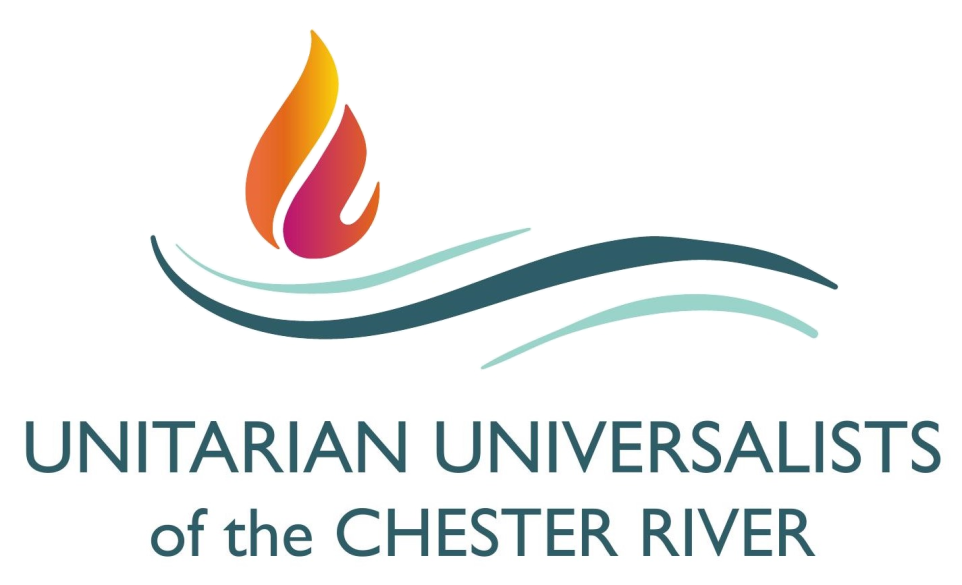 UNITARIAN UNIVERSALISTS
of the CHESTER RIVER